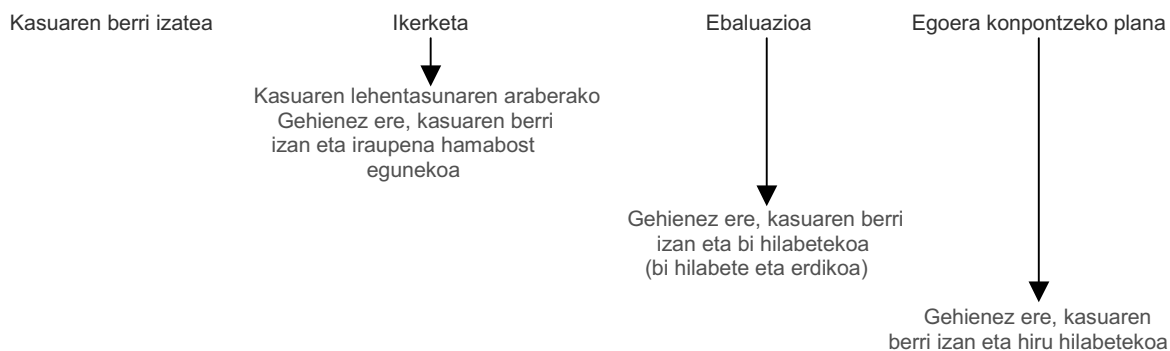 Kasuaren berri izatea
Ikerketa
Ebaluazioa
Egoera konpontzeko plana
Kasuaren lehentasunaren araberako
Gehienez ere, kasuaren berri
izan eta iraupena hamabost
egunekoa
Gehienez ere, kasuaren berri
izan eta bi hilabetekoa
(bi hilabete eta erdikoa)
Gehienez ere, kasuaren
berri izan eta hiru hilabetekoa